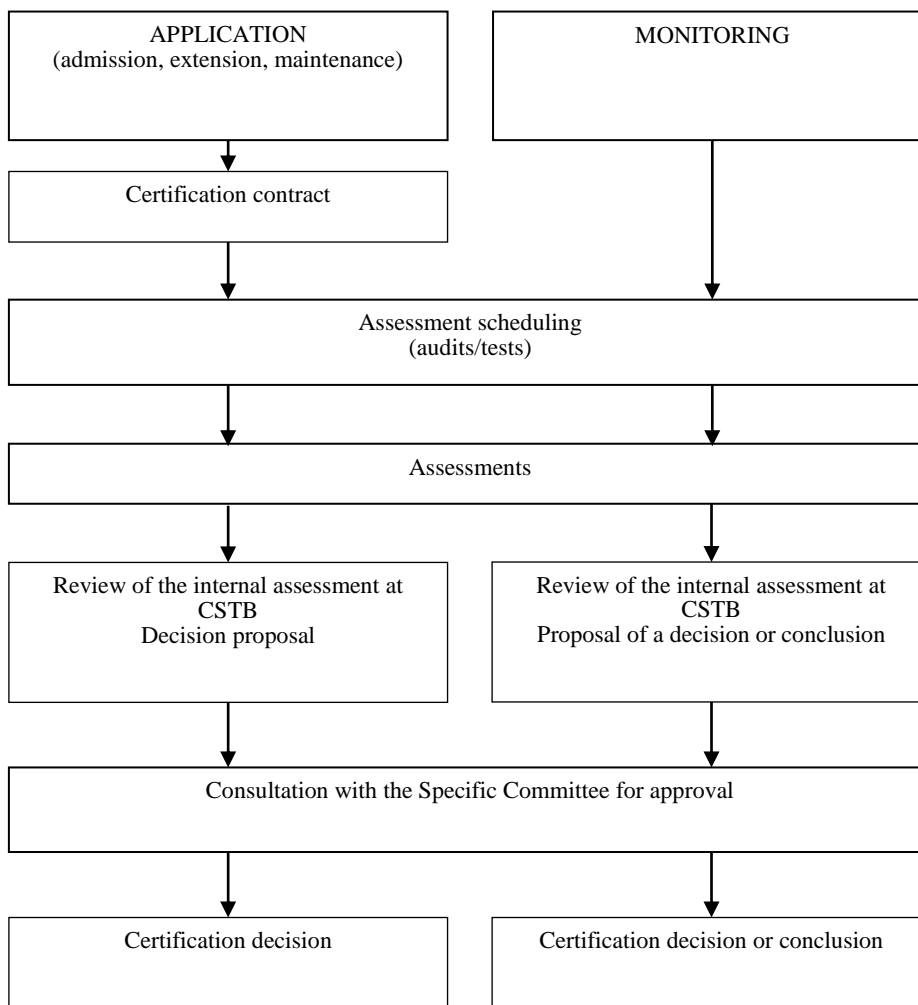 APPLICATION
(admission, extension, maintenance)
MONITORING
Certification contract
Assessment scheduling
(audits/tests)
Assessments
Review of the internal assessment at
CSTB
Decision proposal
Review of the internal assessment at
CSTB
Proposal of a decision or conclusion
Consultation with the Specific Committee for approval
Certification decision
Certification decision or conclusion